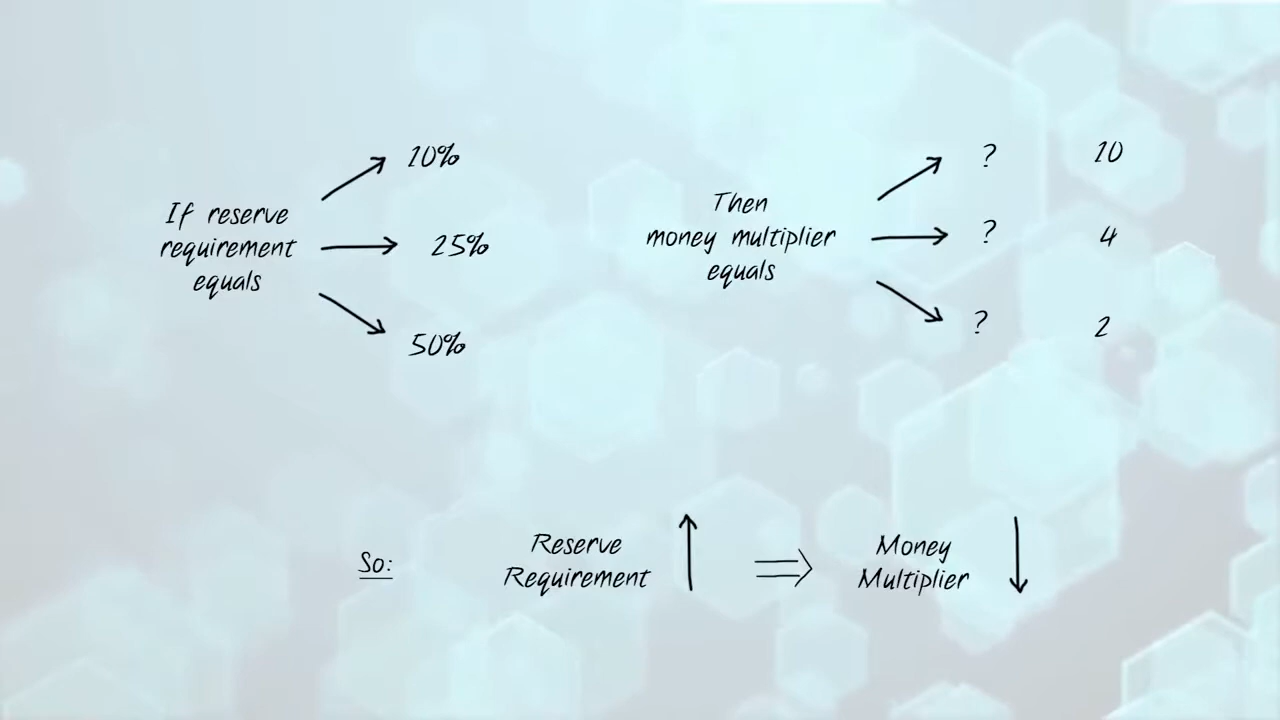 If reserve
requirement
equals
10%
25%
50%
Then
money multiplier
equals
? 10
? 4
? 2
So:
Reserve
Requirement
Money
Multiplier